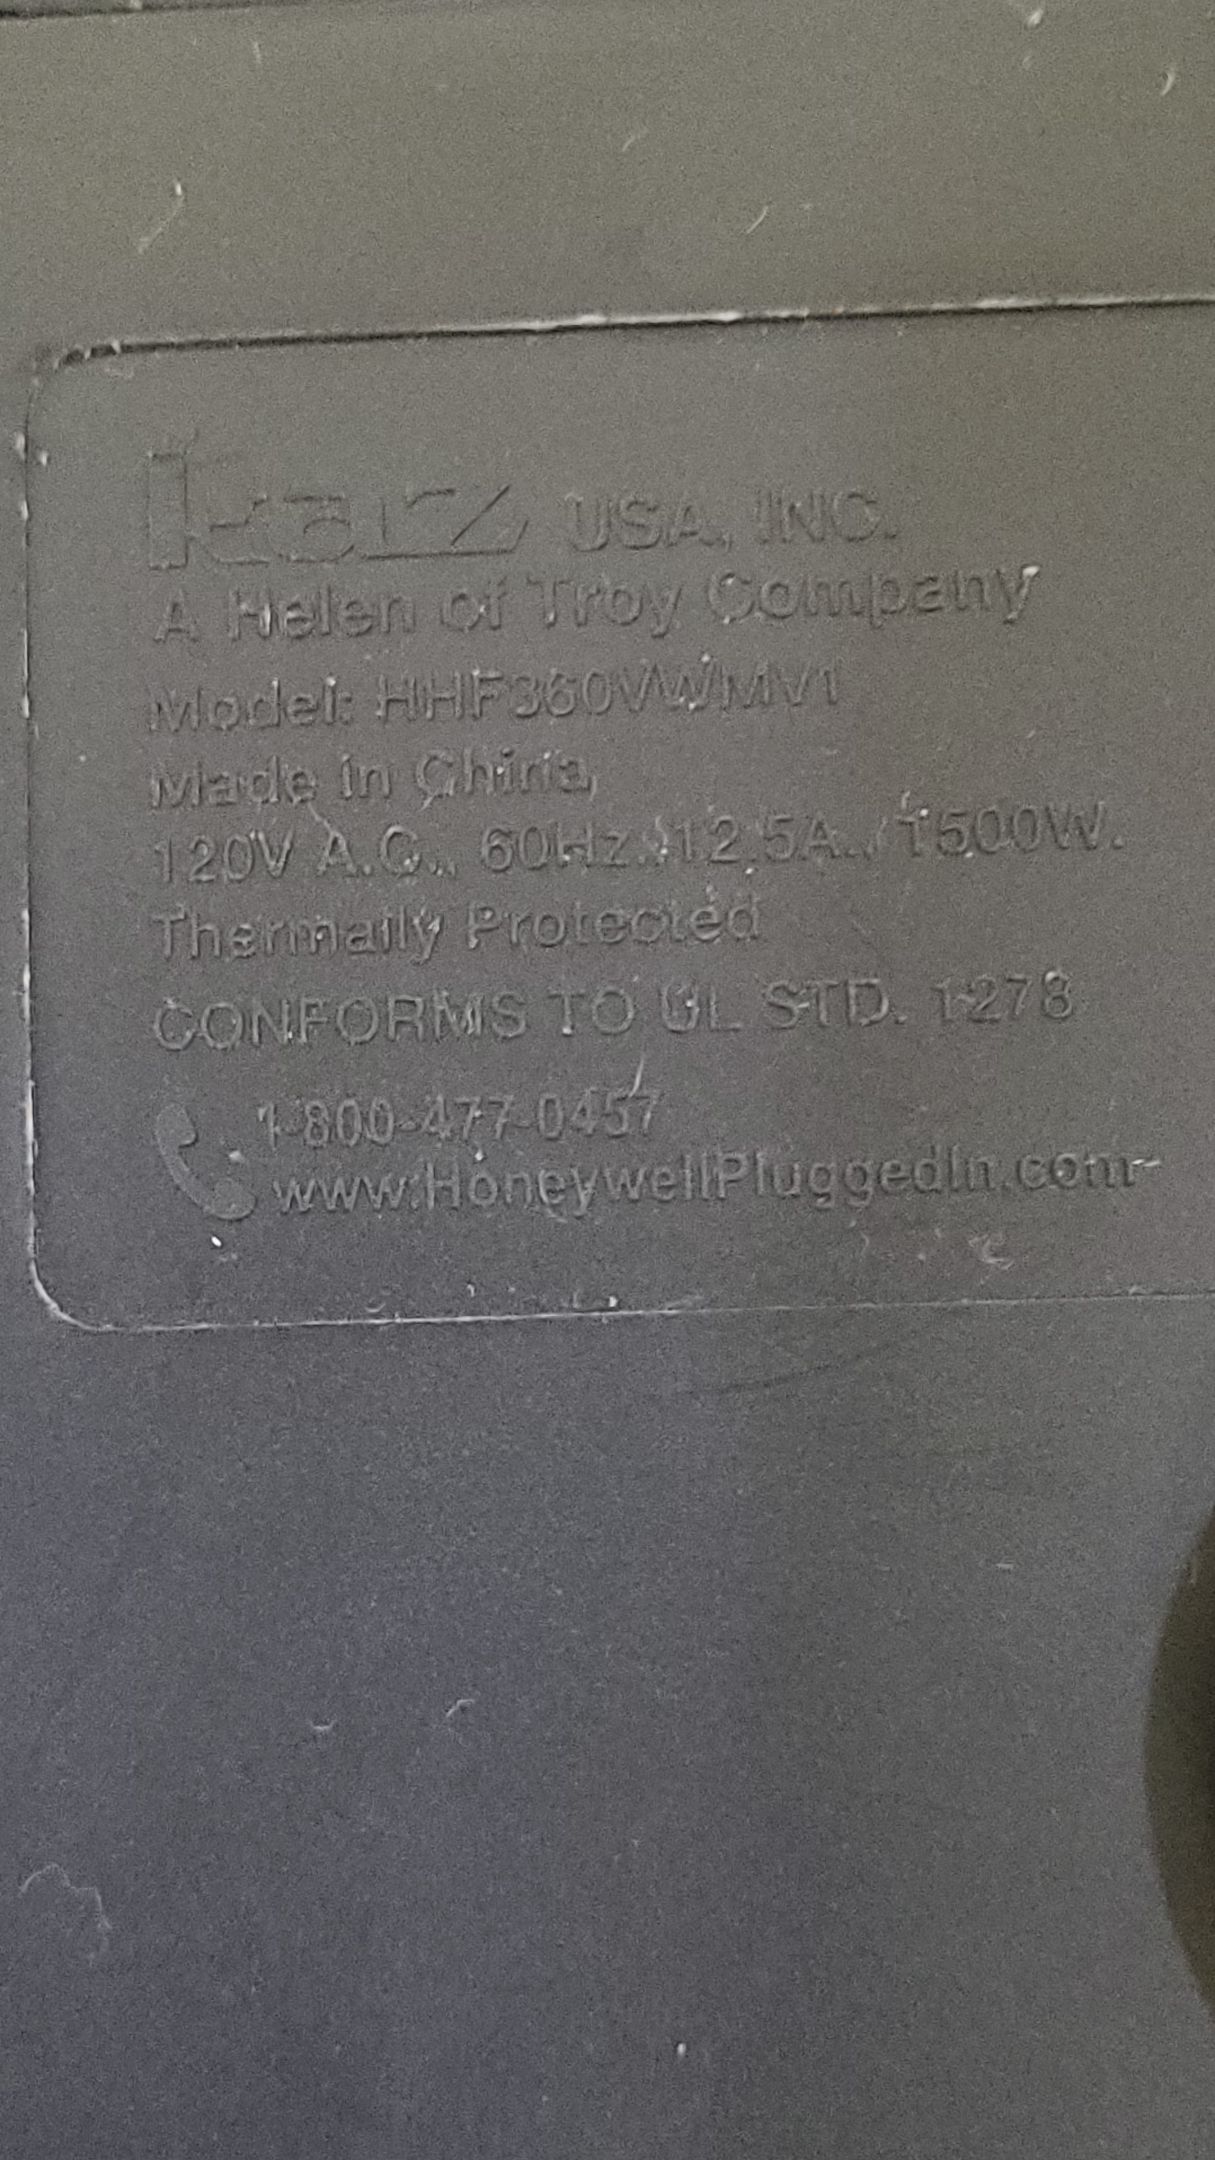 kaz USA, INC.
A Helen of Troy Company
Model: HHF360VWMV1
Made in China
120V A.C., 60Hz., 12.5A., 1500W.
Thermally Protected
CONFORMS TO UL STD. 1278
1-800-477-0457
www.HoneywellPluggedIn.com